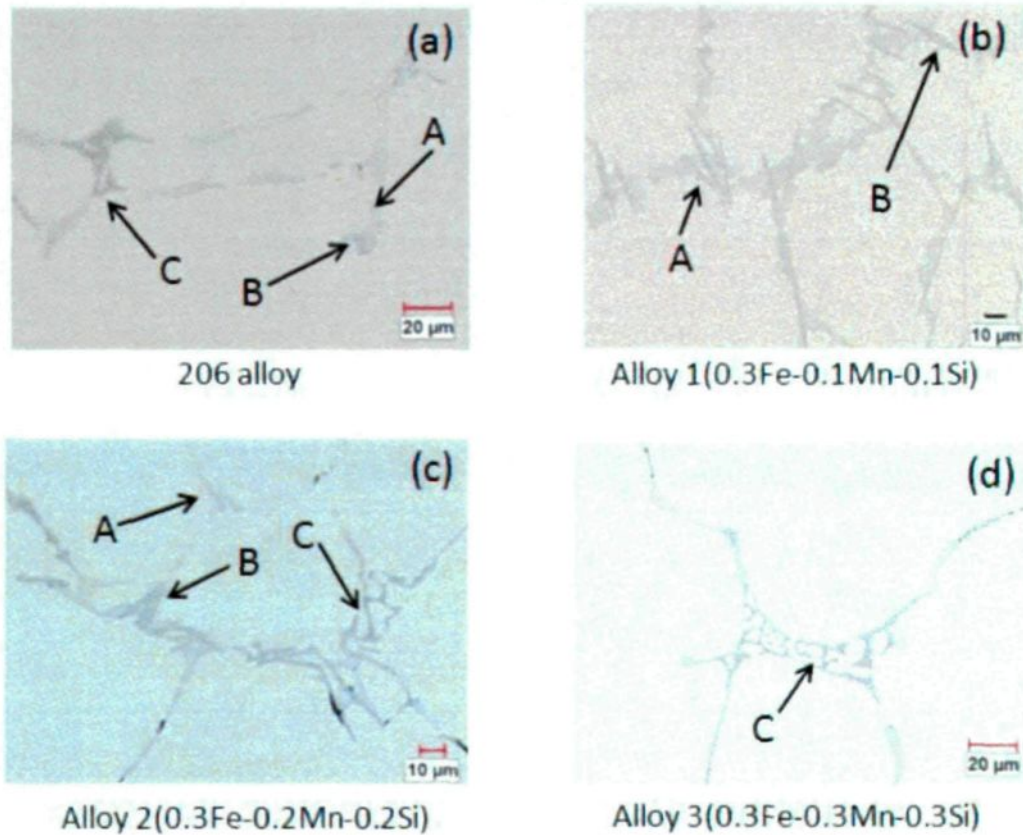 (a)
A
C
B
20 µm
206 alloy
(b)
B
A
10 µm
Alloy 1(0.3Fe-0.1Mn-0.1Si)
(c)
A
C
B
10 µm
Alloy 2(0.3Fe-0.2Mn-0.2Si)
(d)
C
20 µm
Alloy 3(0.3Fe-0.3Mn-0.3Si)